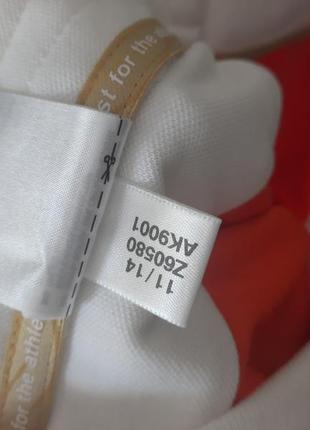 st for the
11/14
Z60580
AK9001
for the athle